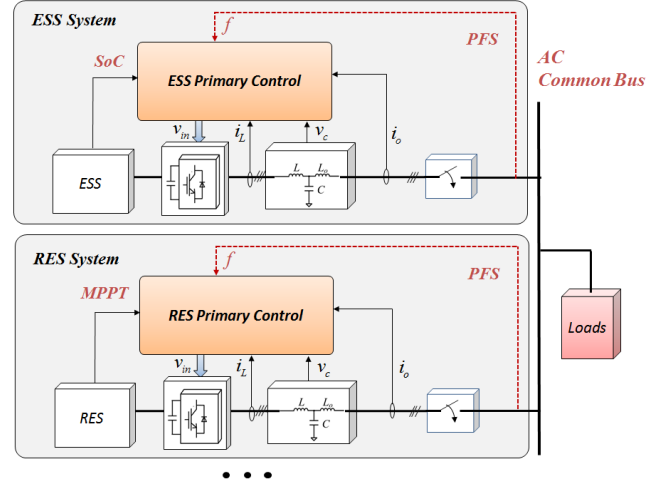 ESS System
f
PFS
SoC
AC
Common Bus
ESS Primary Control
v_in
i_L
v_c
i_o
ESS
L
L_o
C
RES System
f
PFS
MPPT
RES Primary Control
Loads
v_in
i_L
v_c
i_o
RES
L
L_o
C
• • •